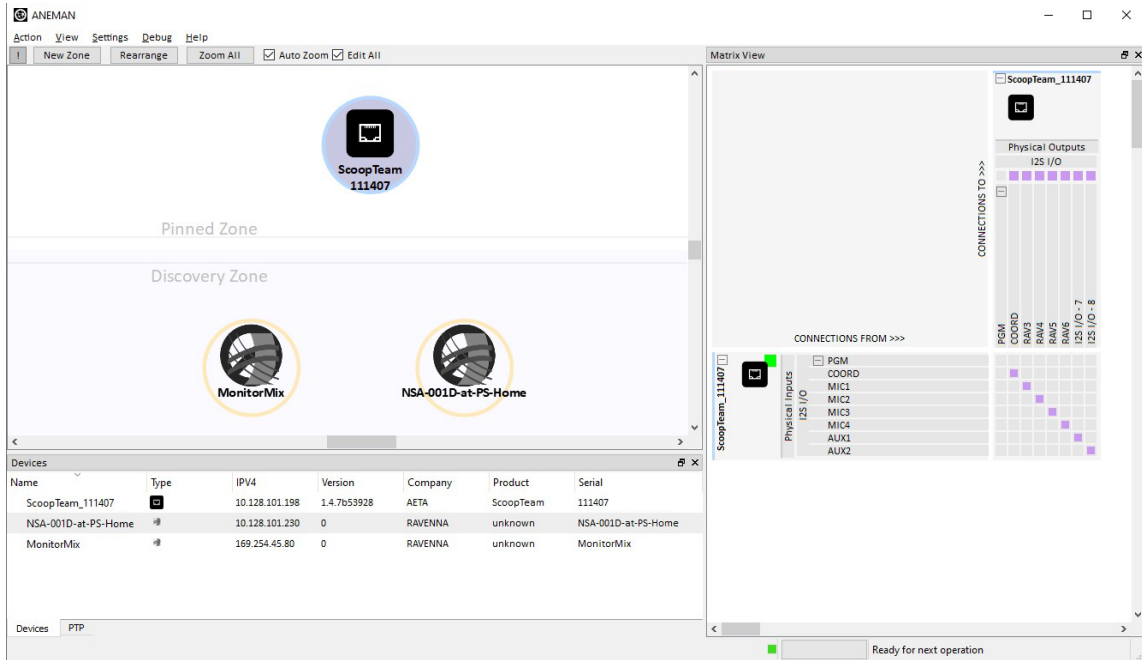 ANEMAN
Action View Settings Debug Help
! New Zone Rearrange Zoom All Auto Zoom Edit All
ScoopTeam
111407
Pinned Zone
Discovery Zone
MonitorMix NSA-001D-at-PS-Home
Devices
Name Type IPV4 Version Company Product Serial
ScoopTeam_111407 10.128.101.198 1.4.7b53928 AETA ScoopTeam 111407
NSA-001D-at-PS-Home 10.128.101.230 0 RAVENNA unknown NSA-001D-at-PS-Home
MonitorMix 169.254.45.80 0 RAVENNA unknown MonitorMix
Devices PTP
Matrix View
ScoopTeam_111407
Physical Outputs
I2S I/O
CONNECTIONS TO >>>
PGM
COORD
RAV3
RAV4
RAV5
RAV6
I2S I/O - 7
I2S I/O - 8
CONNECTIONS FROM >>>
ScoopTeam_111407
Physical Inputs
I2S I/O
PGM
COORD
MIC1
MIC2
MIC3
MIC4
AUX1
AUX2
Ready for next operation